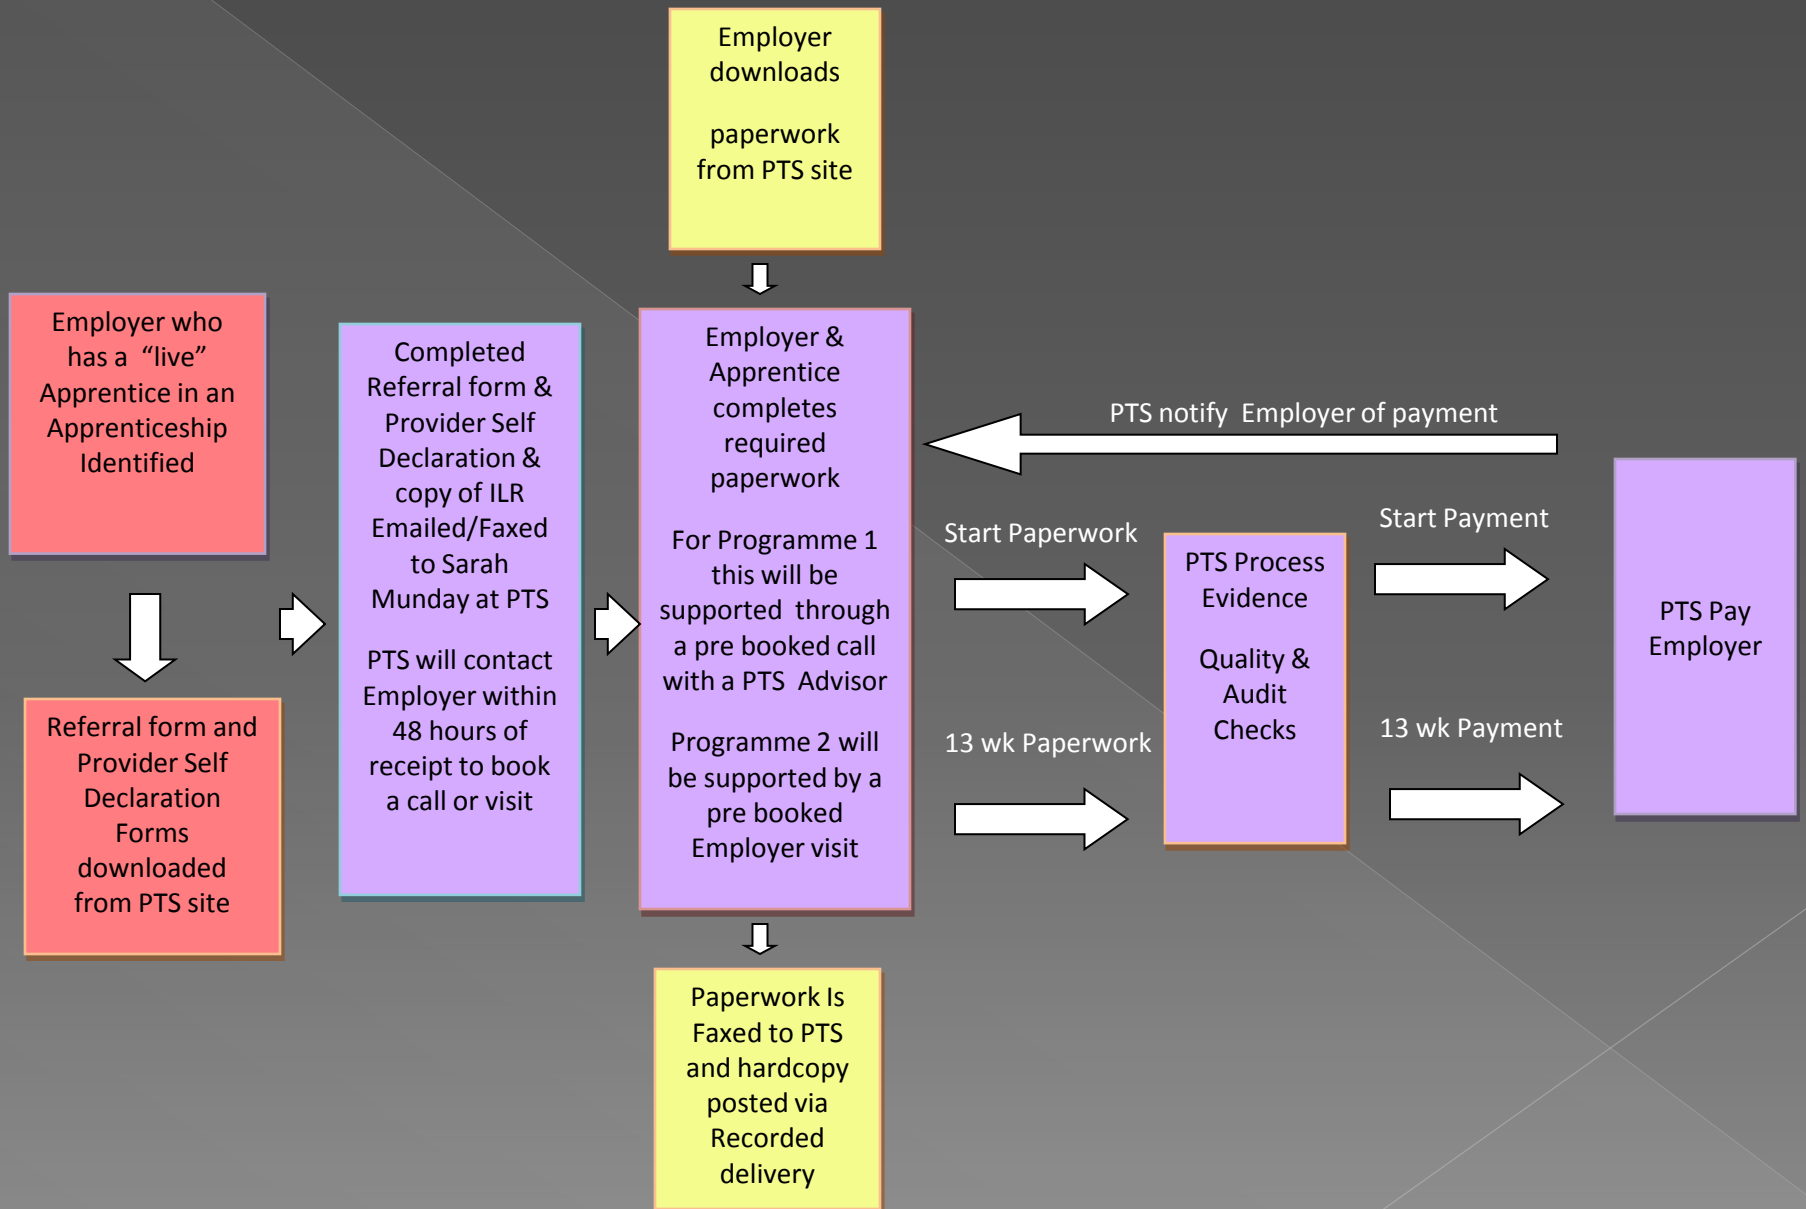 Employer
downloads
paperwork
from PTS site
Employer who
has a “live”
Apprentice in an
Apprenticeship
Identified
Referral form and
Provider Self
Declaration
Forms
downloaded
from PTS site
Completed
Referral form &
Provider Self
Declaration &
copy of ILR
Emailed/Faxed
to Sarah
Munday at PTS
PTS will contact
Employer within
48 hours of
receipt to book
a call or visit
Employer &
Apprentice
completes
required
paperwork
For Programme 1
this will be
supported through
a pre booked call
with a PTS Advisor
Programme 2 will
be supported by a
pre booked
Employer visit
Paperwork Is
Faxed to PTS
and hardcopy
posted via
Recorded
delivery
PTS notify Employer of payment
Start Paperwork
13 wk Paperwork
PTS Process
Evidence
Quality &
Audit
Checks
Start Payment
13 wk Payment
PTS Pay
Employer